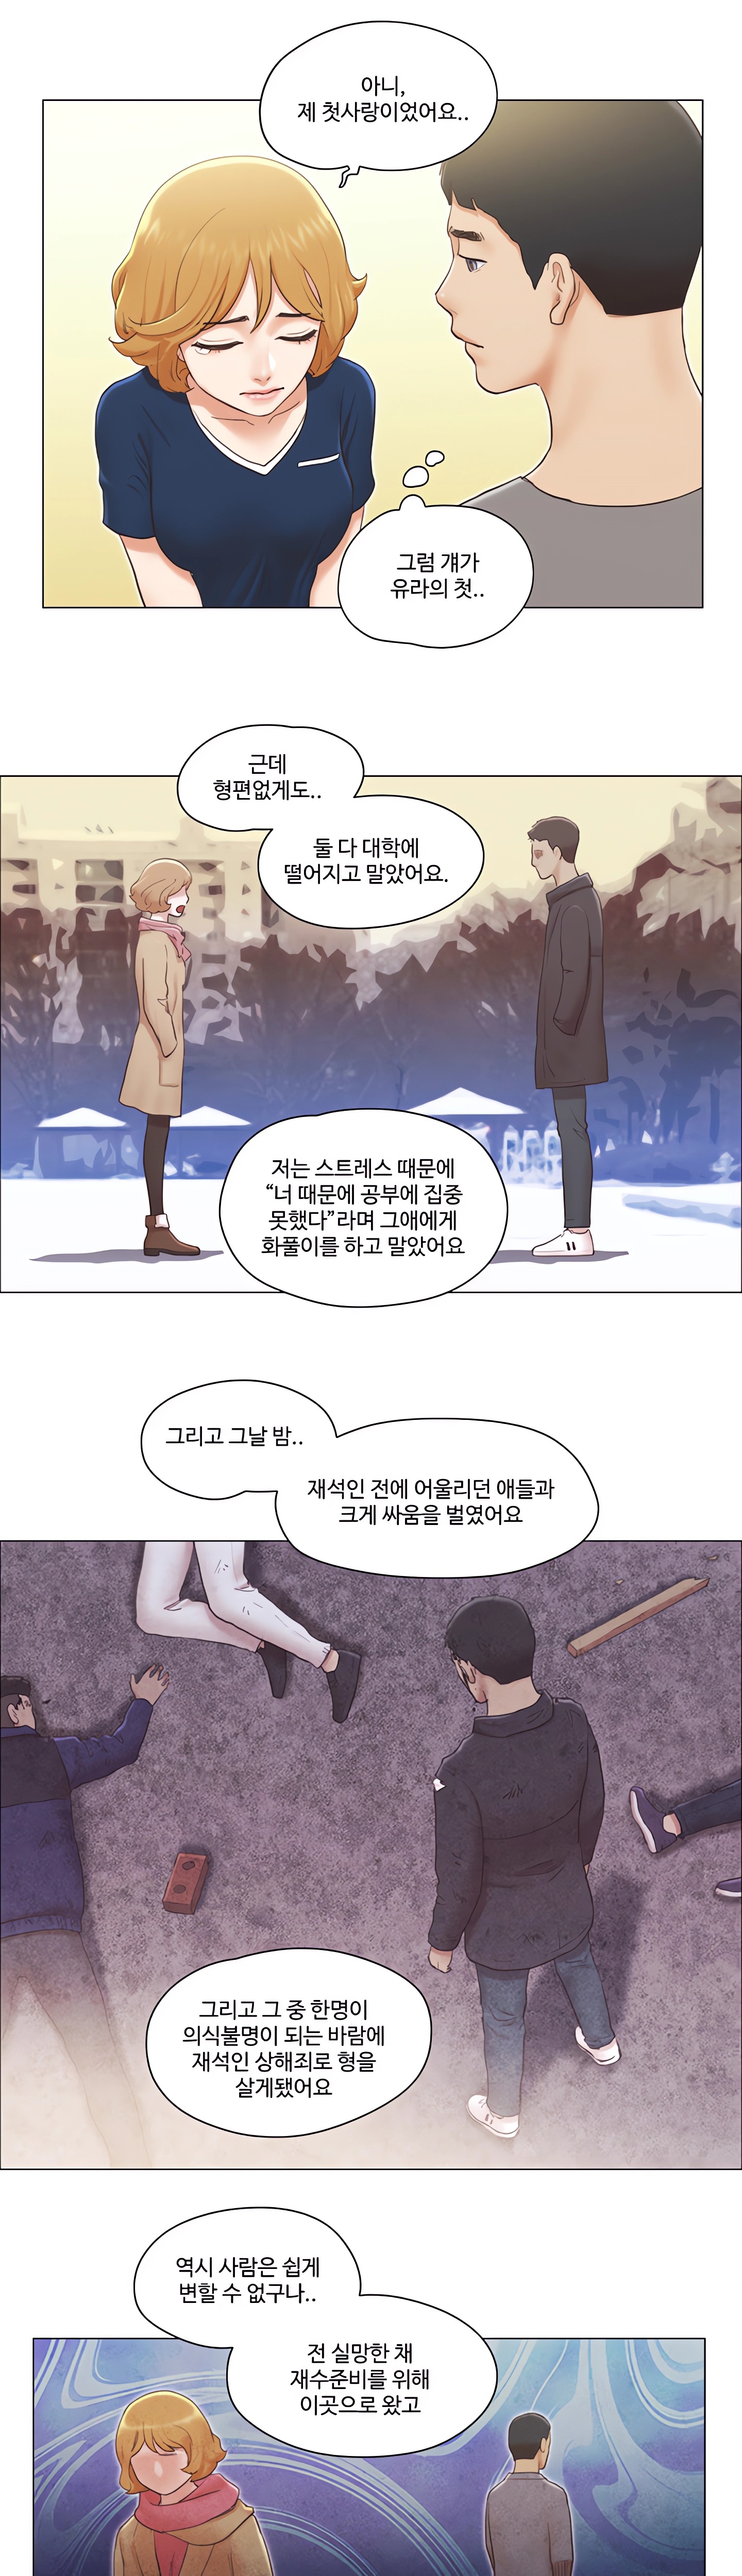 아니,
제 첫사랑이었어요..
그럼 걔가
유라의 첫..
근데
형편없게도..
둘 다 대학에
떨어지고 말았어요.
저는 스트레스 때문에
“너 때문에 공부에 집중
못했다”라며 그애에게
화풀이를 하고 말았어요
그리고 그날 밤..
재석인 전에 어울리던 애들과
크게 싸움을 벌였어요
그리고 그 중 한명이
의식불명이 되는 바람에
재석인 상해죄로 형을
살게됐어요
역시 사람은 쉽게
변할 수 없구나..
전 실망한 채
재수준비를 위해
이곳으로 왔고